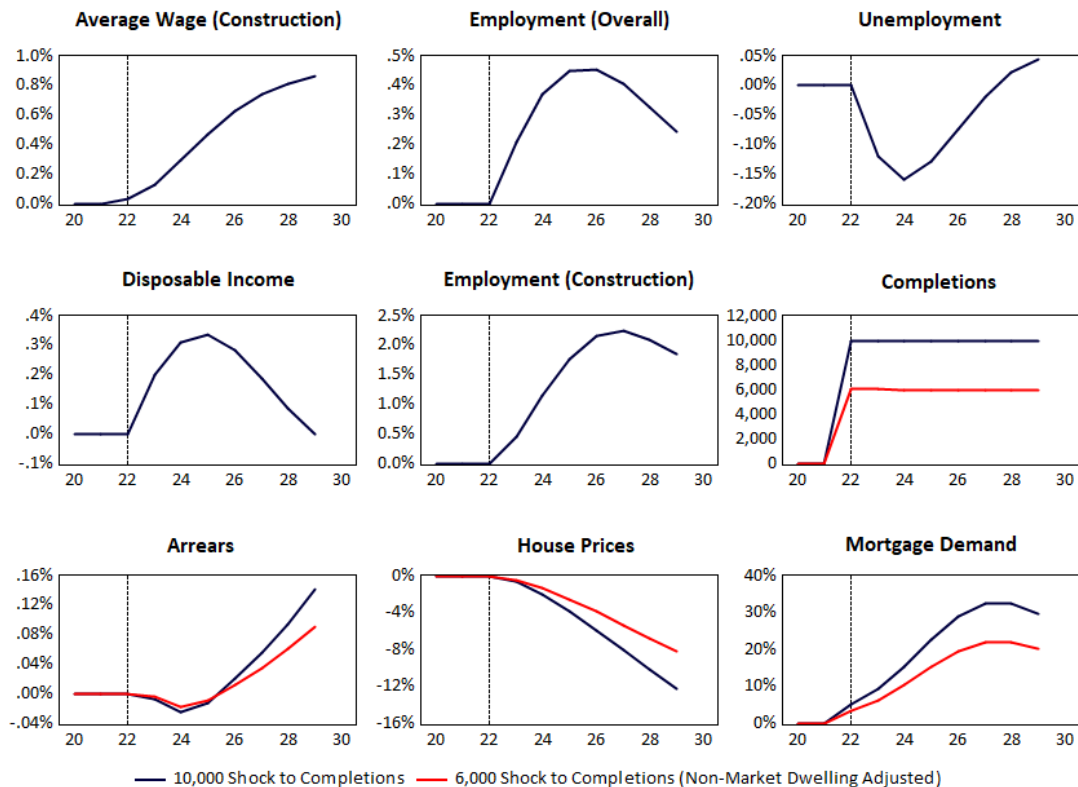 Average Wage (Construction)
Employment (Overall)
Unemployment
1.0%
0.8%
0.6%
0.4%
0.2%
0.0%
20 22 24 26 28 30
.5%
.4%
.3%
.2%
.1%
.0%
20 22 24 26 28 30
.05%
.00%
-.05%
-.10%
-.15%
-.20%
20 22 24 26 28 30
Disposable Income
Employment (Construction)
Completions
.4%
.3%
.2%
.1%
.0%
-.1%
20 22 24 26 28 30
2.5%
2.0%
1.5%
1.0%
0.5%
0.0%
20 22 24 26 28 30
12,000
10,000
8,000
6,000
4,000
2,000
0
20 22 24 26 28 30
Arrears
House Prices
Mortgage Demand
.16%
.12%
.08%
.04%
.00%
-.04%
20 22 24 26 28 30
0%
-4%
-8%
-12%
-16%
20 22 24 26 28 30
40%
30%
20%
10%
0%
20 22 24 26 28 30
10,000 Shock to Completions
6,000 Shock to Completions (Non-Market Dwelling Adjusted)